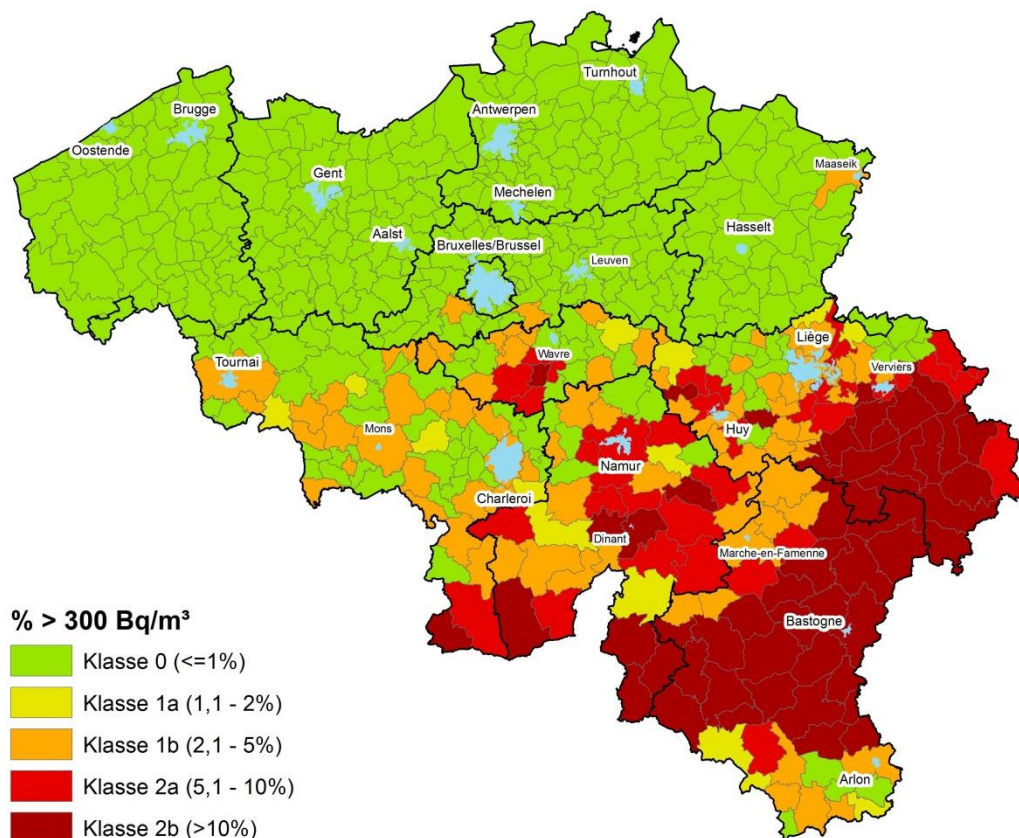 Turnhout
Brugge
Antwerpen
Oostende
Maaseik
Gent
Mechelen
Hasselt
Aalst
Bruxelles/Brussel
Leuven
Liège
Wavre
Tournai
Verviers
Mons
Huy
Namur
Charleroi
Dinant
Marche-en-Famenne
Bastogne
Arlon
% > 300 Bq/m³
Klasse 0 (<=1%)
Klasse 1a (1,1 - 2%)
Klasse 1b (2,1 - 5%)
Klasse 2a (5,1 - 10%)
Klasse 2b (>10%)